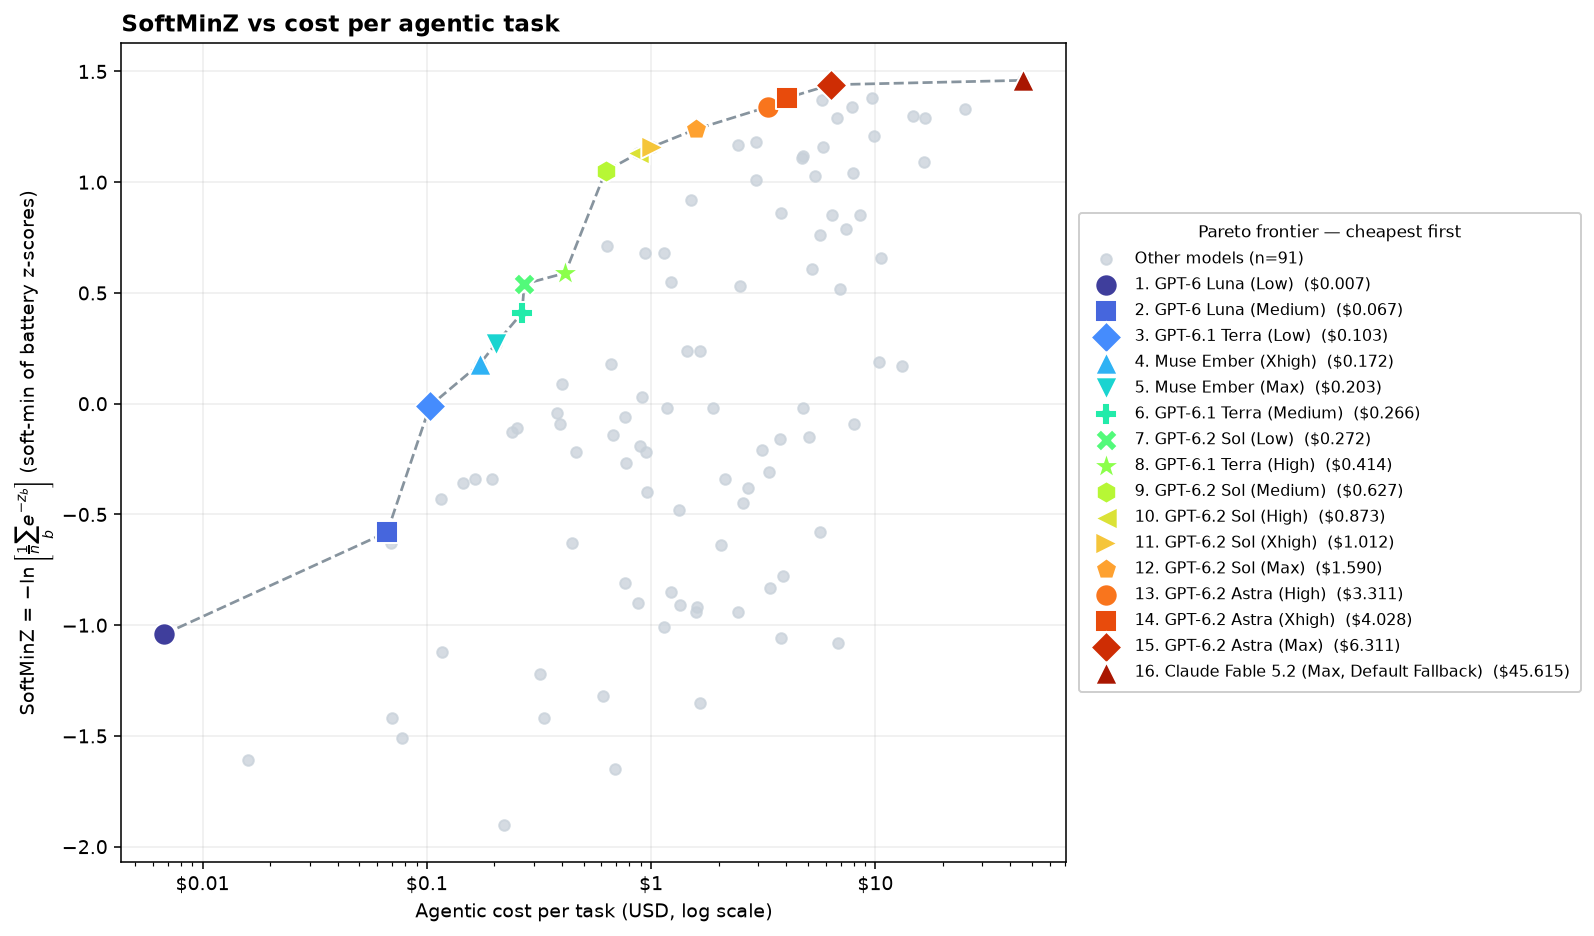 SoftMinZ vs cost per agentic task
SoftMinZ = −ln [1/n ∑_b e^{−z_b}] (soft-min of battery z-scores)
1.5
1.0
0.5
0.0
−0.5
−1.0
−1.5
−2.0
$0.01
$0.1
$1
$10
Agentic cost per task (USD, log scale)
Pareto frontier — cheapest first
Other models (n=91)
1. GPT-6 Luna (Low) ($0.007)
2. GPT-6 Luna (Medium) ($0.067)
3. GPT-6.1 Terra (Low) ($0.103)
4. Muse Ember (Xhigh) ($0.172)
5. Muse Ember (Max) ($0.203)
6. GPT-6.1 Terra (Medium) ($0.266)
7. GPT-6.2 Sol (Low) ($0.272)
8. GPT-6.1 Terra (High) ($0.414)
9. GPT-6.2 Sol (Medium) ($0.627)
10. GPT-6.2 Sol (High) ($0.873)
11. GPT-6.2 Sol (Xhigh) ($1.012)
12. GPT-6.2 Sol (Max) ($1.590)
13. GPT-6.2 Astra (High) ($3.311)
14. GPT-6.2 Astra (Xhigh) ($4.028)
15. GPT-6.2 Astra (Max) ($6.311)
16. Claude Fable 5.2 (Max, Default Fallback) ($45.615)